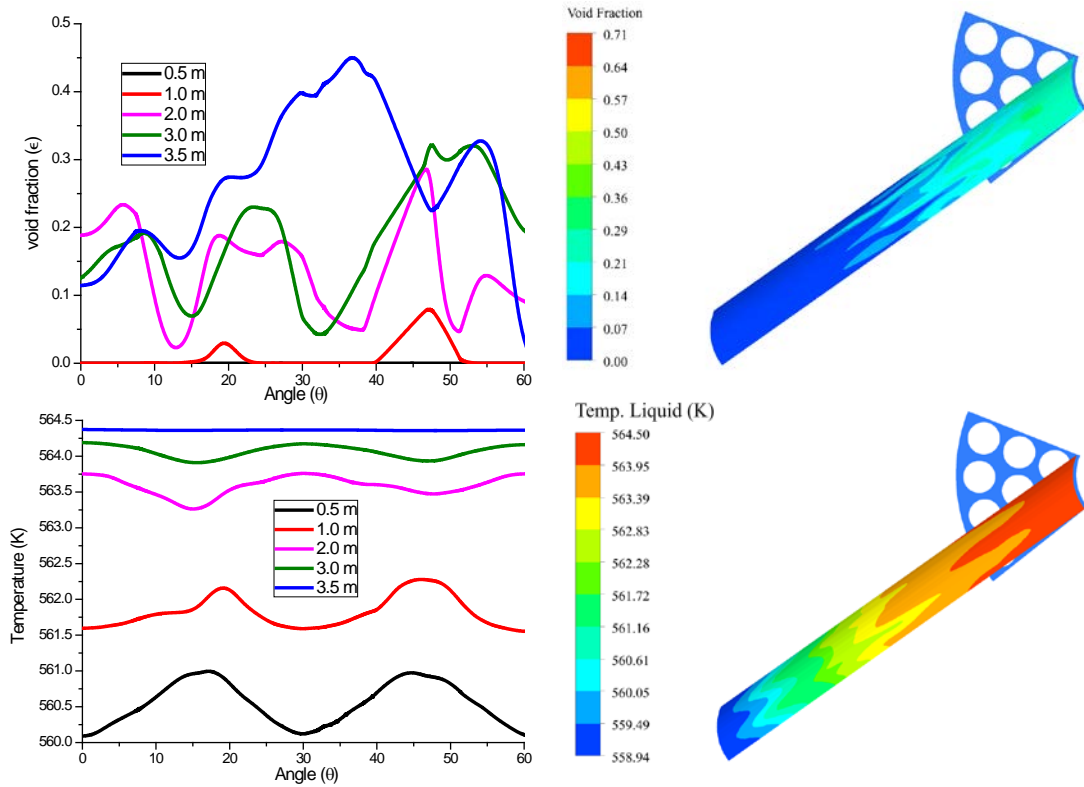 0.5
0.4
0.3
0.2
0.1
0.0
void fraction (ϵ)
0.5 m
1.0 m
2.0 m
3.0 m
3.5 m
0 10 20 30 40 50 60
Angle (θ)
Void Fraction
0.71
0.64
0.57
0.50
0.43
0.36
0.29
0.21
0.14
0.07
0.00
564.5
564.0
563.5
563.0
562.5
562.0
561.5
561.0
560.5
560.0
Temperature (K)
0.5 m
1.0 m
2.0 m
3.0 m
3.5 m
0 10 20 30 40 50 60
Angle (θ)
Temp. Liquid (K)
564.50
563.95
563.39
562.83
562.28
561.72
561.16
560.61
560.05
559.49
558.94